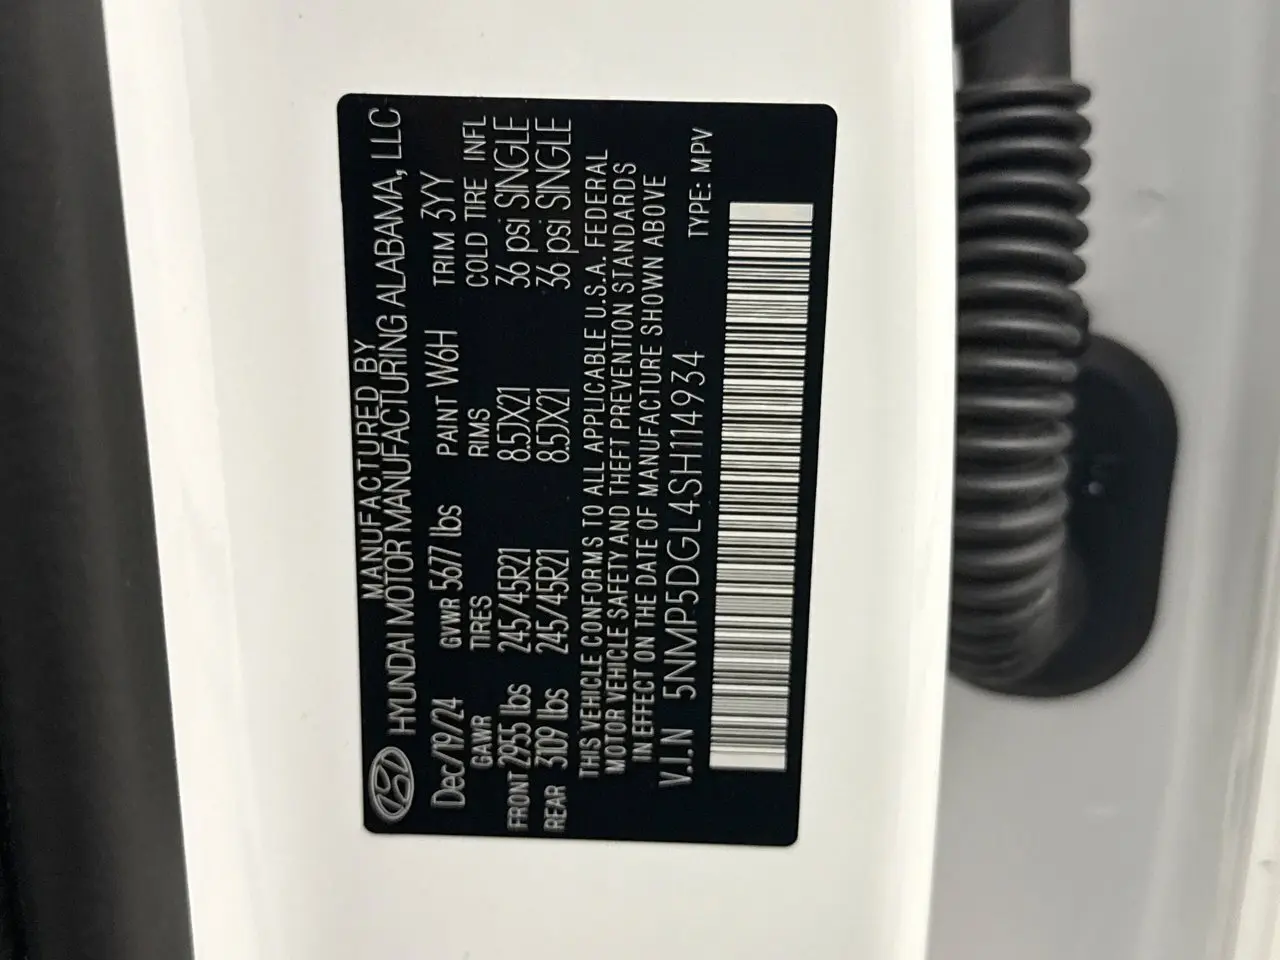 MANUFACTURED BY
HYUNDAI MOTOR MANUFACTURING ALABAMA, LLC
Dec/19/24 GVWR 5677 lbs PAINT W6H TRIM 3YY
GAWR TIRES RIMS COLD TIRE INFL
FRONT 2955 lbs 245/45R21 8.5JX21 36 psi SINGLE
REAR 3109 lbs 245/45R21 8.5JX21 36 psi SINGLE
THIS VEHICLE CONFORMS TO ALL APPLICABLE U.S.A. FEDERAL
MOTOR VEHICLE SAFETY AND THEFT PREVENTION STANDARDS
IN EFFECT ON THE DATE OF MANUFACTURE SHOWN ABOVE
V.I.N 5NMP5DGL4SH114934 TYPE: MPV